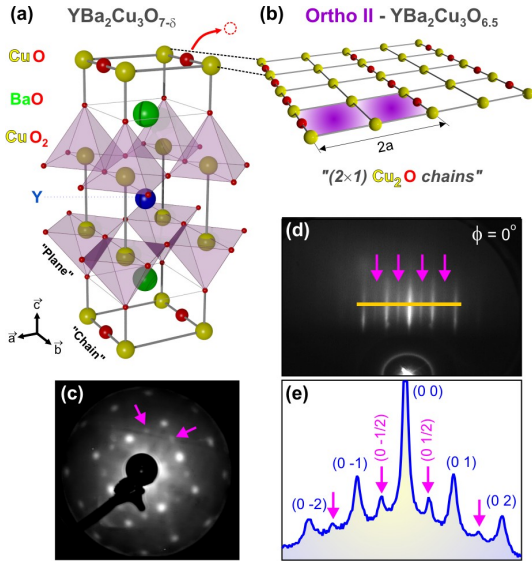 (a) YBa₂Cu₃O₇₋δ
CuO
BaO
CuO₂
Y
"Plane"
"Chain"
c
a
b
(b) Ortho II - YBa₂Cu₃O₆.₅
2a
"(2×1) Cu₂O chains"
(c)
(d) ϕ = 0°
(e)
(0 0)
(0 -1/2)
(0 1/2)
(0 -1)
(0 1)
(0 -2)
(0 2)